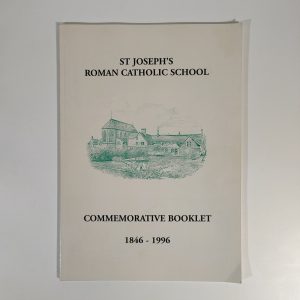 ST JOSEPH'S
ROMAN CATHOLIC SCHOOL
COMMEMORATIVE BOOKLET
1846 - 1996